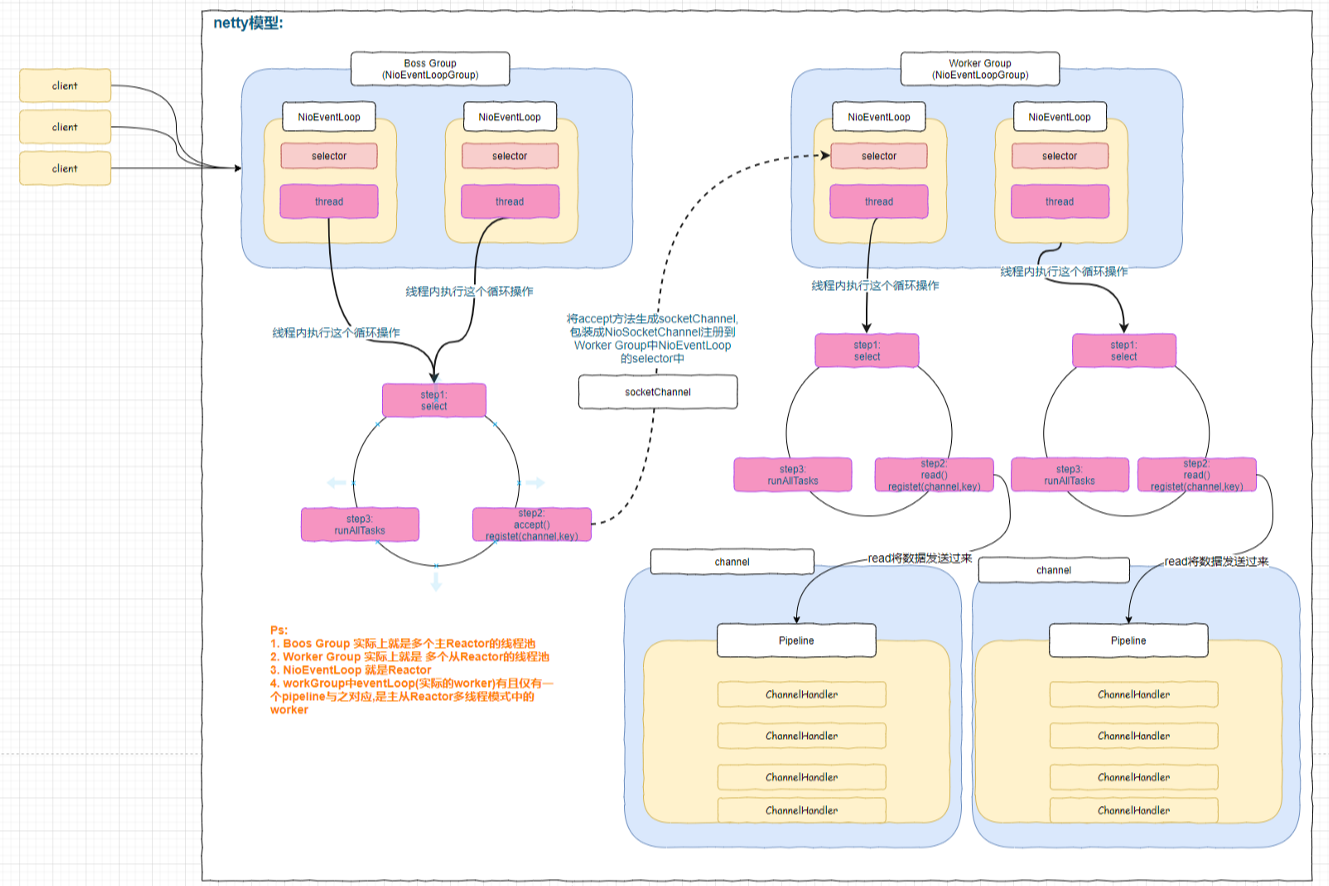 netty模型:
client
client
client
Boss Group
(NioEventLoopGroup)
NioEventLoop
selector
thread
NioEventLoop
selector
thread
线程内执行这个循环操作
线程内执行这个循环操作
step1:
select
step2:
accept()
registet(channel,key)
step3:
runAllTasks
将accept方法生成socketChannel,
包装成NioSocketChannel注册到
Worker Group中NioEventLoop
的selector中
socketChannel
Worker Group
(NioEventLoopGroup)
NioEventLoop
selector
thread
NioEventLoop
selector
thread
线程内执行这个循环操作
线程内执行这个循环操作
step1:
select
step2:
read()
registet(channel,key)
step3:
runAllTasks
step1:
select
step2:
read()
registet(channel,key)
step3:
runAllTasks
read将数据发送过来
read将数据发送过来
channel
Pipeline
ChannelHandler
ChannelHandler
ChannelHandler
ChannelHandler
channel
Pipeline
ChannelHandler
ChannelHandler
ChannelHandler
ChannelHandler
Ps:
1. Boos Group 实际上就是多个主Reactor的线程池
2. Worker Group 实际上就是 多个从Reactor的线程池
3. NioEventLoop 就是Reactor
4. workGroup中eventLoop(实际的worker)有且仅有一
个pipeline与之对应,是主从Reactor多线程模式中的
worker